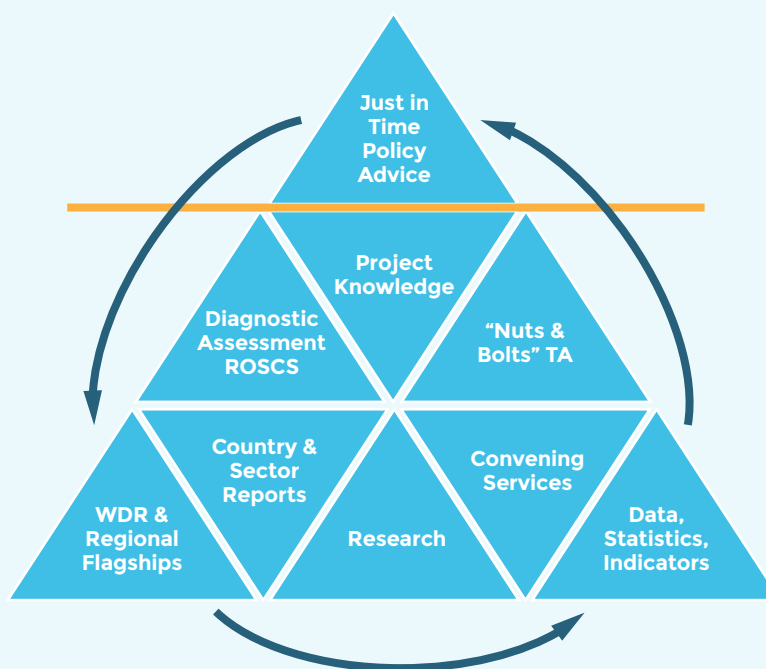 Just in
Time
Policy
Advice
Project
Knowledge
Diagnostic
Assessment
ROSCS
“Nuts &
Bolts” TA
Country &
Sector
Reports
Convening
Services
WDR &
Regional
Flagships
Research
Data,
Statistics,
Indicators